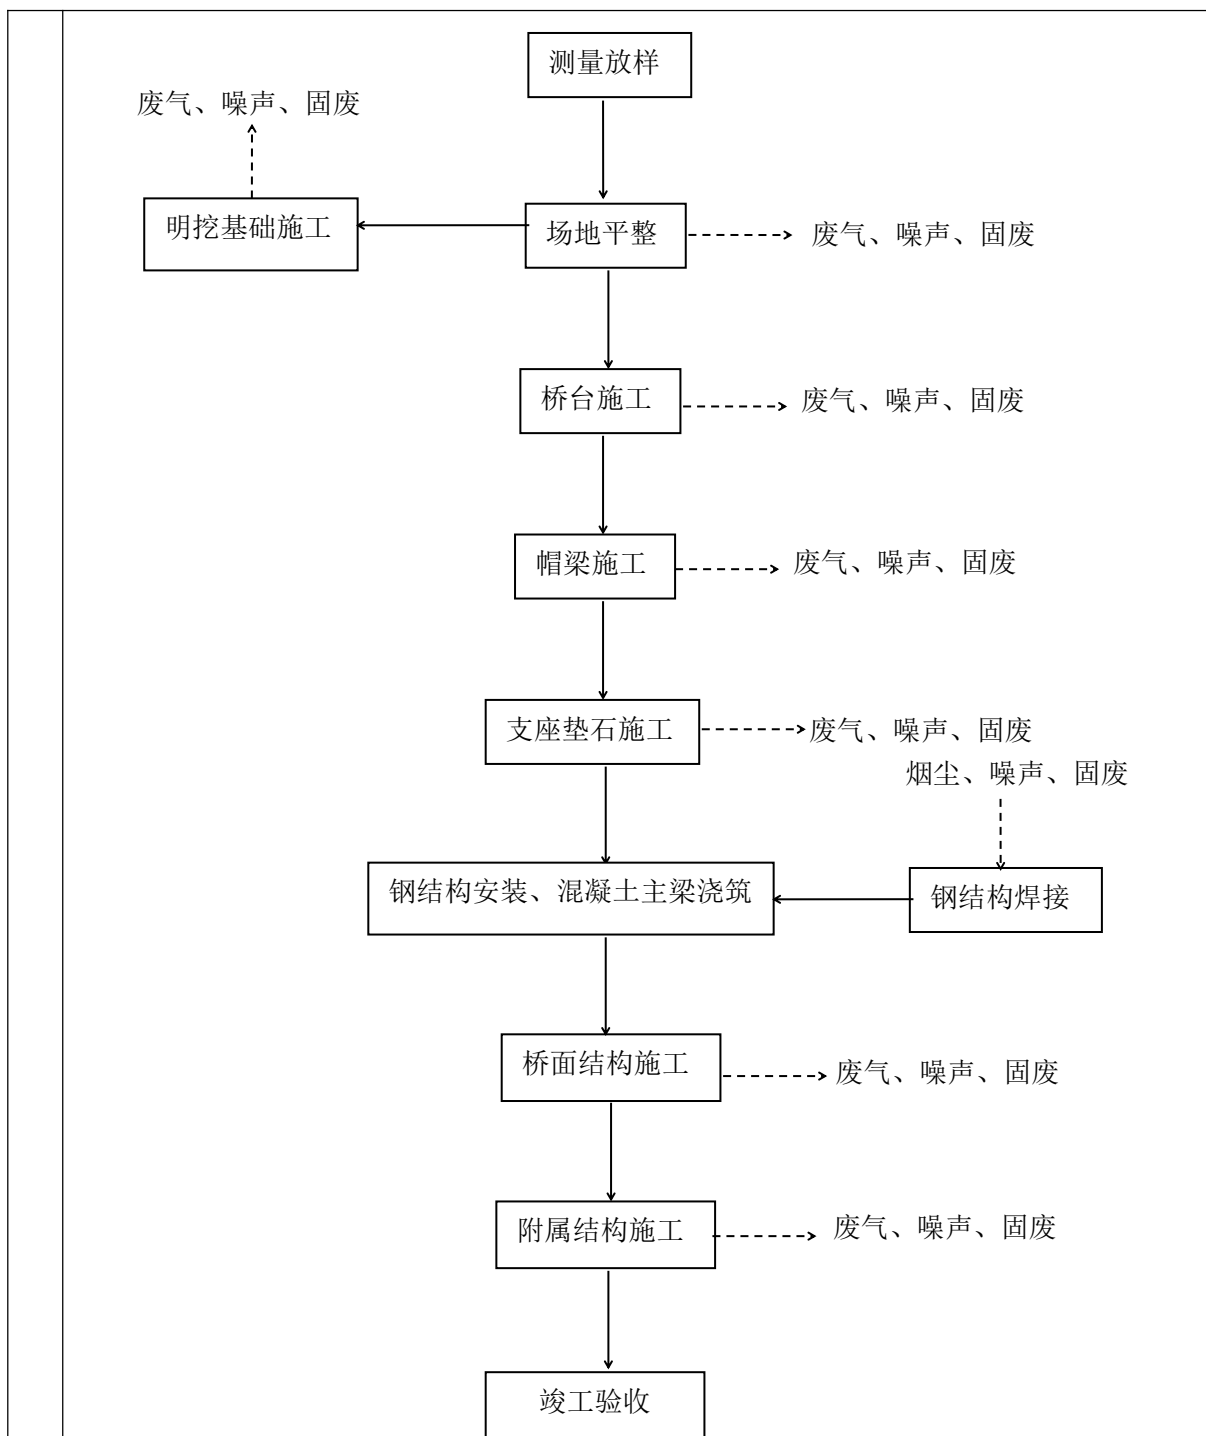 测量放样
废气、噪声、固废
明挖基础施工
场地平整
废气、噪声、固废
桥台施工
废气、噪声、固废
帽梁施工
废气、噪声、固废
支座垫石施工
废气、噪声、固废
烟尘、噪声、固废
钢结构安装、混凝土主梁浇筑
钢结构焊接
桥面结构施工
废气、噪声、固废
附属结构施工
废气、噪声、固废
竣工验收